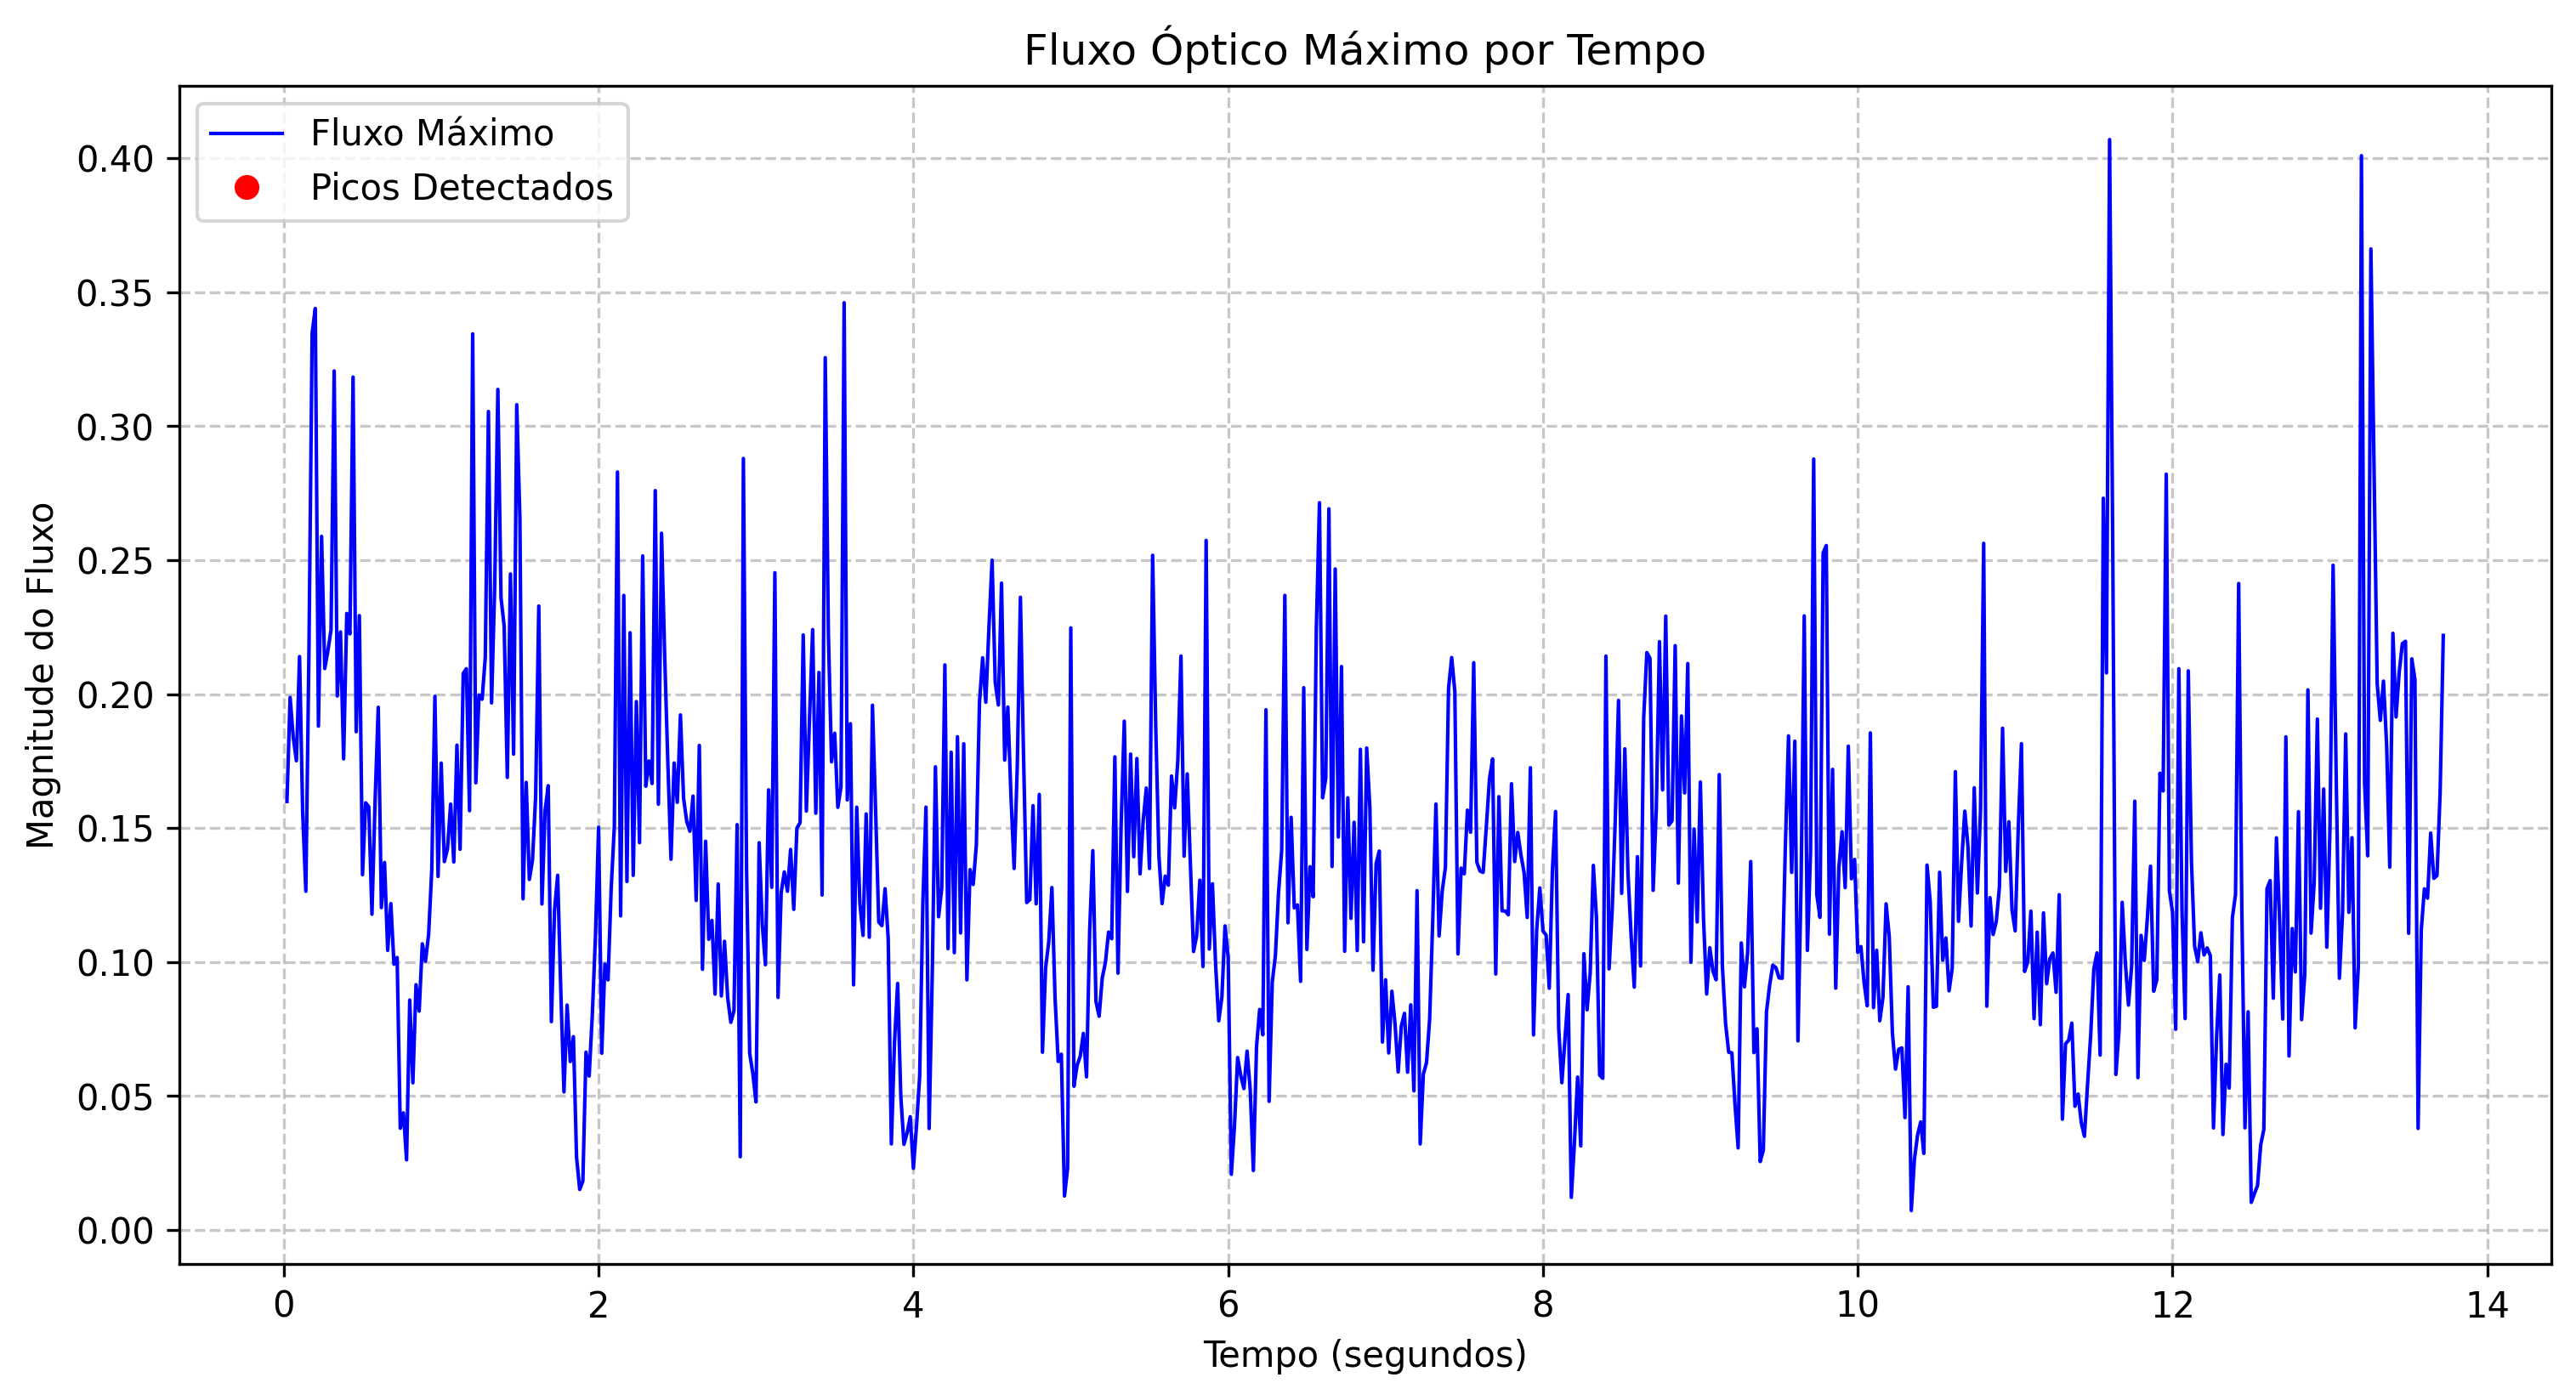 Fluxo Óptico Máximo por Tempo
Fluxo Máximo
Picos Detectados
0.40
0.35
0.30
0.25
0.20
0.15
0.10
0.05
0.00
Magnitude do Fluxo
0 2 4 6 8 10 12 14
Tempo (segundos)